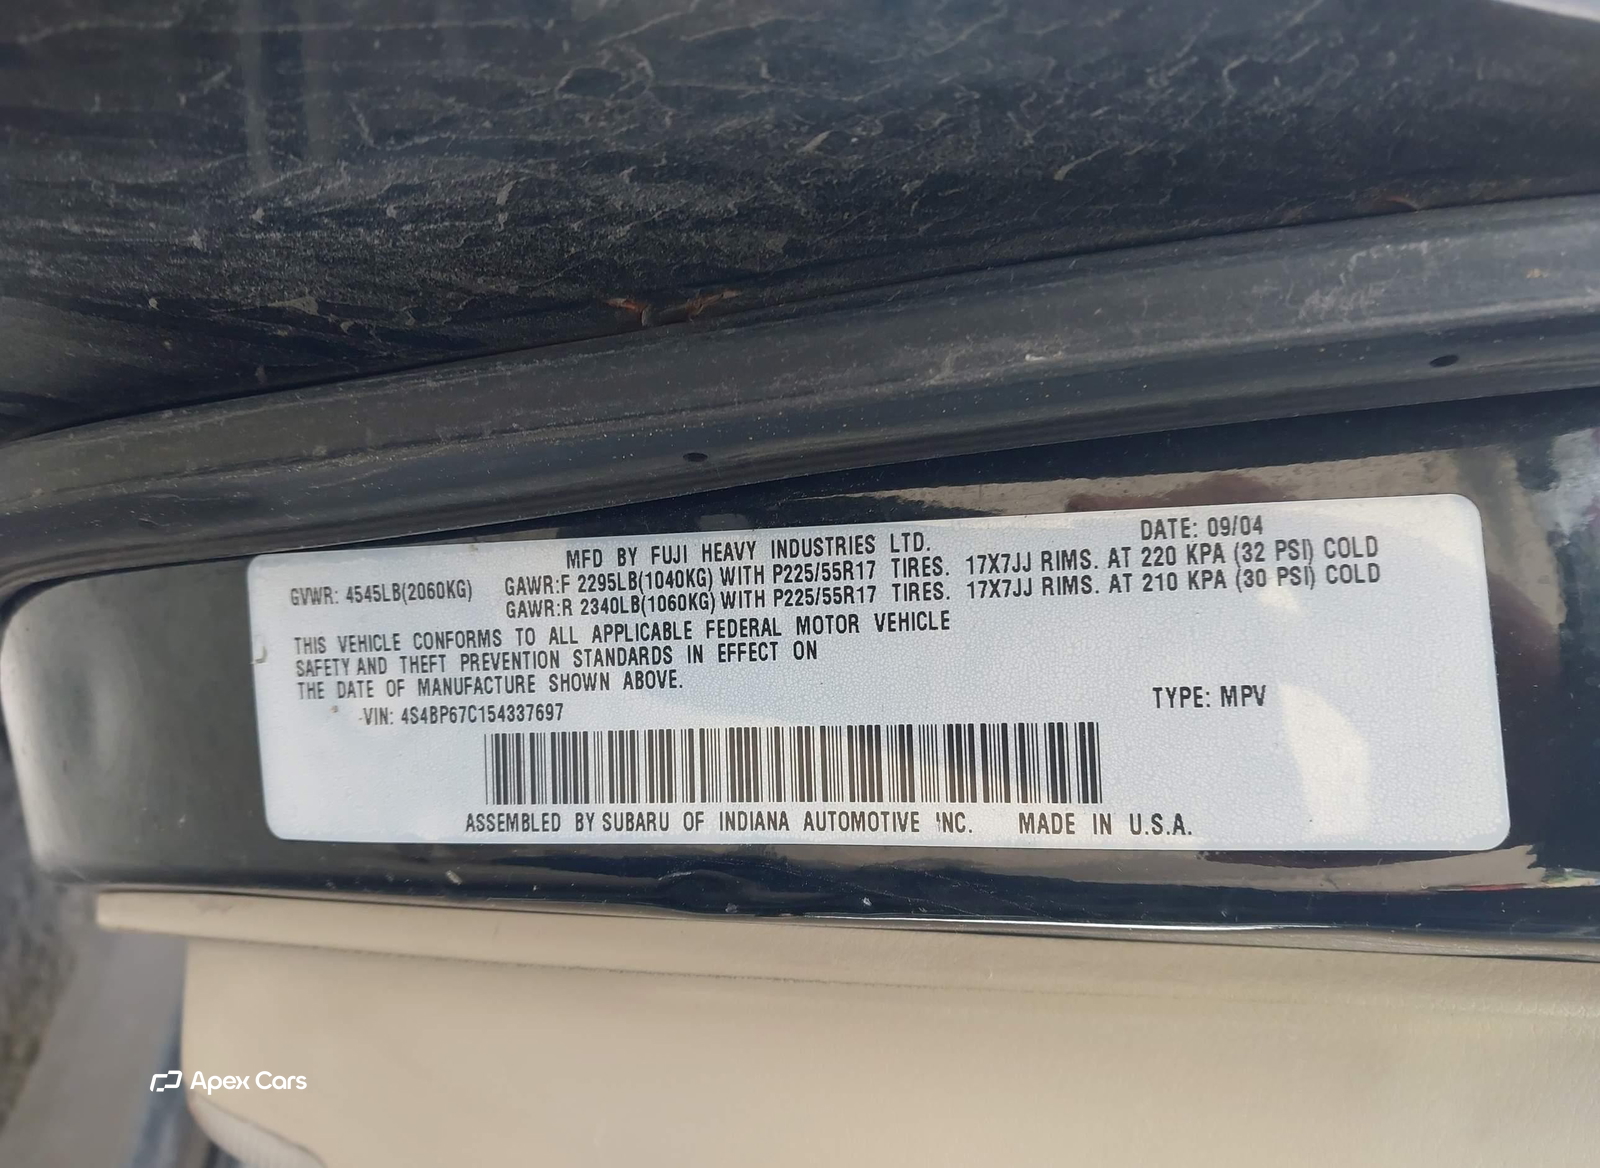 DATE: 09/04
MFD BY FUJI HEAVY INDUSTRIES LTD.
GVWR: 4545LB(2060KG) GAWR:F 2295LB(1040KG) WITH P225/55R17 TIRES. 17X7JJ RIMS. AT 220 KPA (32 PSI) COLD
GAWR:R 2340LB(1060KG) WITH P225/55R17 TIRES. 17X7JJ RIMS. AT 210 KPA (30 PSI) COLD
THIS VEHICLE CONFORMS TO ALL APPLICABLE FEDERAL MOTOR VEHICLE
SAFETY AND THEFT PREVENTION STANDARDS IN EFFECT ON
THE DATE OF MANUFACTURE SHOWN ABOVE.
VIN: 4S4BP67C154337697 TYPE: MPV
ASSEMBLED BY SUBARU OF INDIANA AUTOMOTIVE INC. MADE IN U.S.A.
Apex Cars